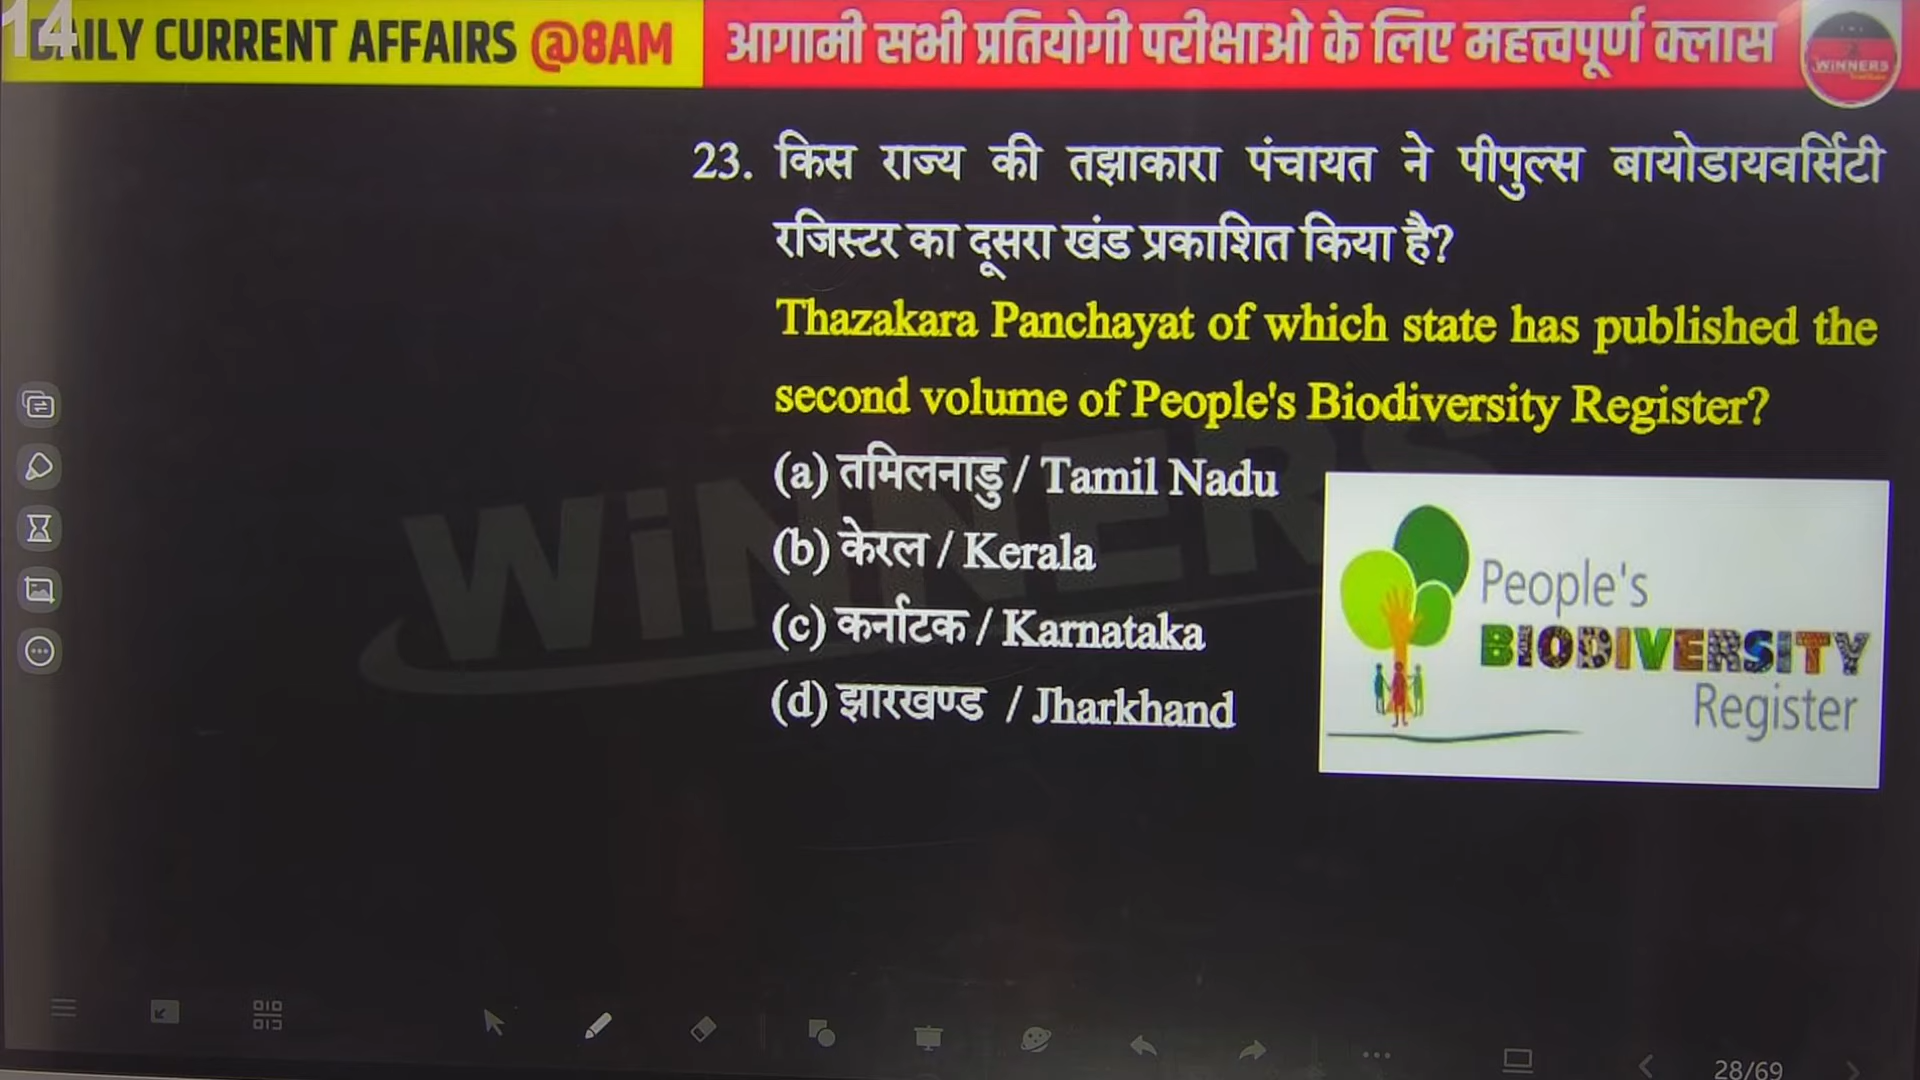 14
DAILY CURRENT AFFAIRS @8AM
आगामी सभी प्रतियोगी परीक्षाओ के लिए महत्त्वपूर्ण क्लास
WiNNERS
23. किस राज्य की तझाकारा पंचायत ने पीपुल्स बायोडायवर्सिटी
रजिस्टर का दूसरा खंड प्रकाशित किया है?
Thazakara Panchayat of which state has published the
second volume of People's Biodiversity Register?
(a) तमिलनाडु / Tamil Nadu
(b) केरल / Kerala
(c) कर्नाटक / Karnataka
(d) झारखण्ड / Jharkhand
People's
BIODIVERSITY
Register
WiNNERS
28/69